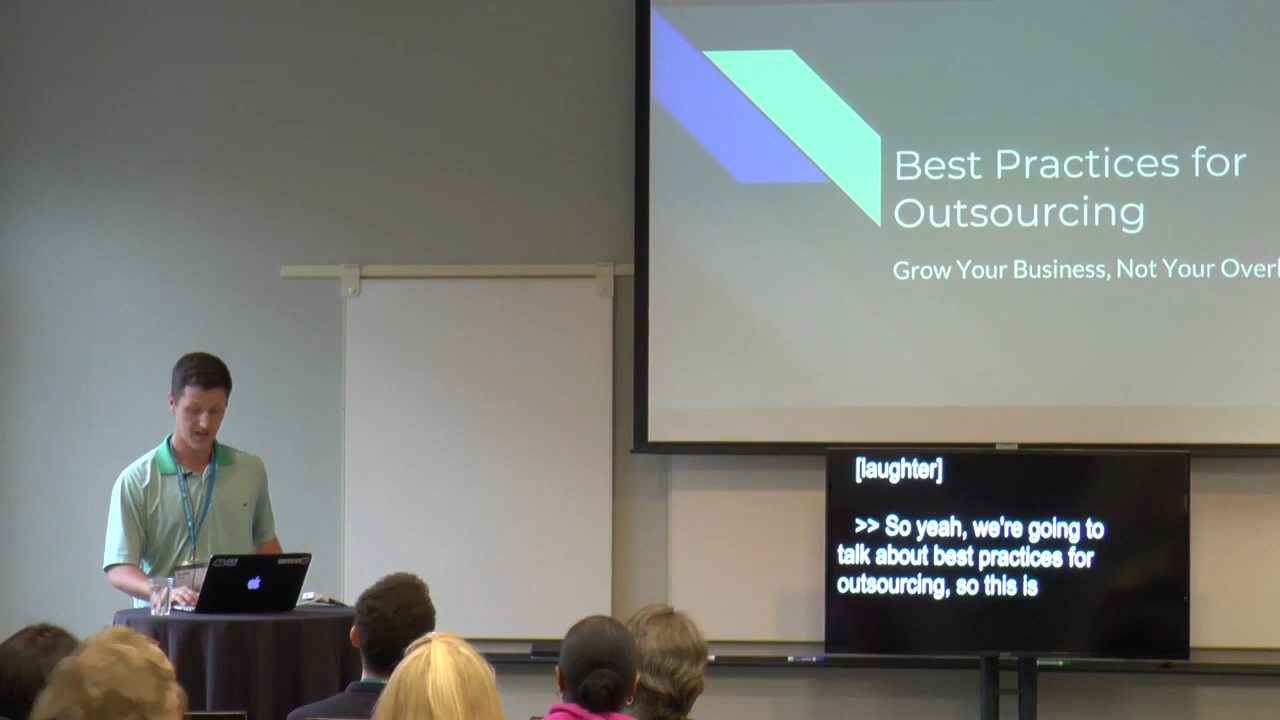 Best Practices for
Outsourcing
Grow Your Business, Not Your
[laughter]
>> So yeah, we're going to
talk about best practices for
outsourcing, so this is